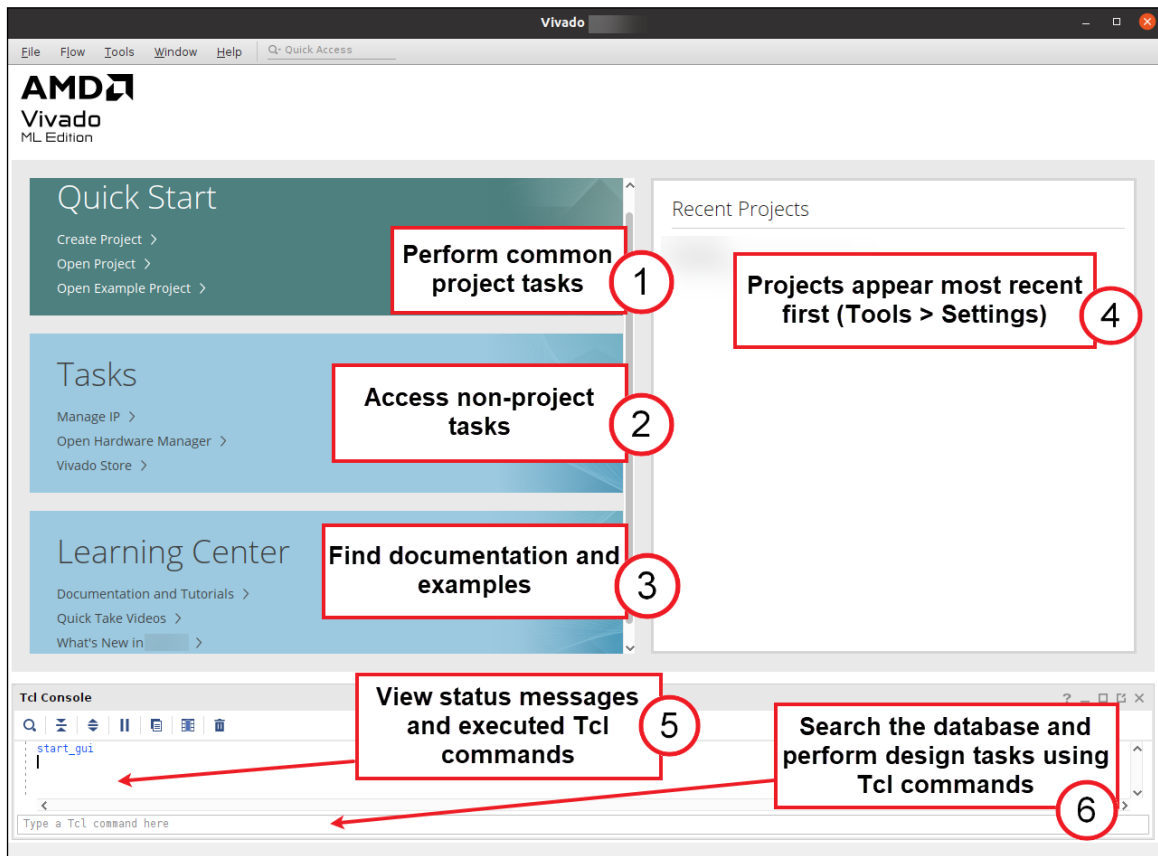 Vivado
File Flow Tools Window Help Quick Access
AMD
Vivado
ML Edition
Quick Start
Create Project >
Open Project >
Open Example Project >
Perform common
project tasks
1
Tasks
Manage IP >
Open Hardware Manager >
Vivado Store >
Access non-project
tasks
2
Learning Center
Documentation and Tutorials >
Quick Take Videos >
What's New in >
Find documentation and
examples
3
Recent Projects
Projects appear most recent
first (Tools > Settings)
4
Tcl Console
start_gui
Type a Tcl command here
View status messages
and executed Tcl
commands
5
Search the database and
perform design tasks using
Tcl commands
6